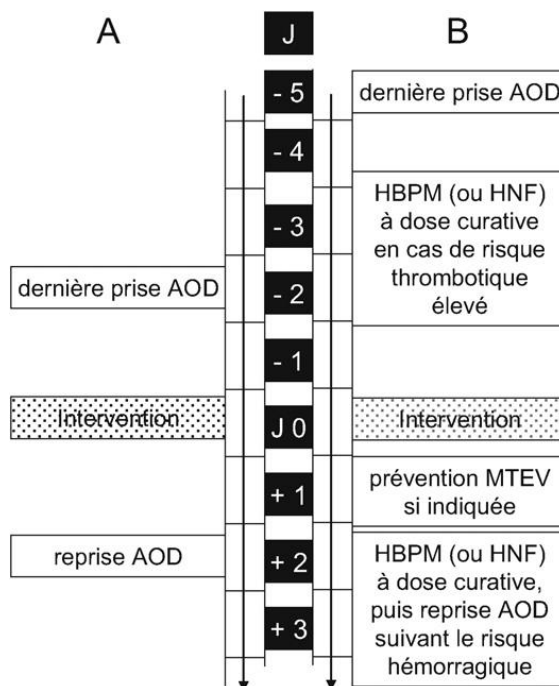 A
J
B
- 5
dernière prise AOD
- 4
HBPM (ou HNF)
à dose curative
en cas de risque
thrombotique
élevé
- 3
dernière prise AOD
- 2
- 1
Intervention
J 0
Intervention
+ 1
prévention MTEV
si indiquée
reprise AOD
+ 2
HBPM (ou HNF)
à dose curative,
puis reprise AOD
suivant le risque
hémorragique
+ 3